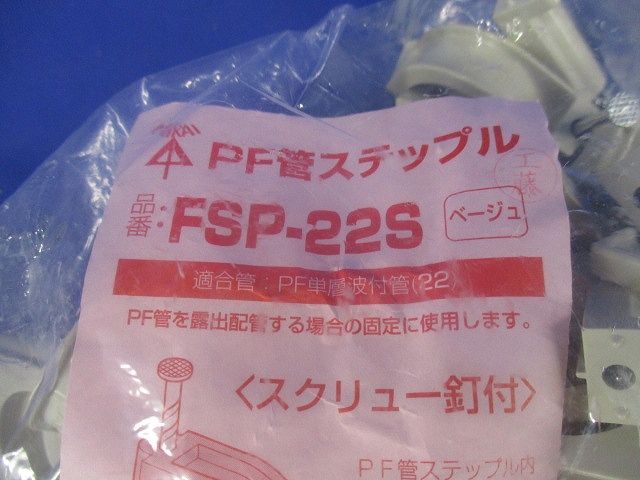 MIRAI
PF管ステップル
工藤
品番:FSP-22S
ベージュ
適合管:PF単層波付管(22)
PF管を露出配管する場合の固定に使用します。
〈スクリュー釘付〉
PF管ステップル内